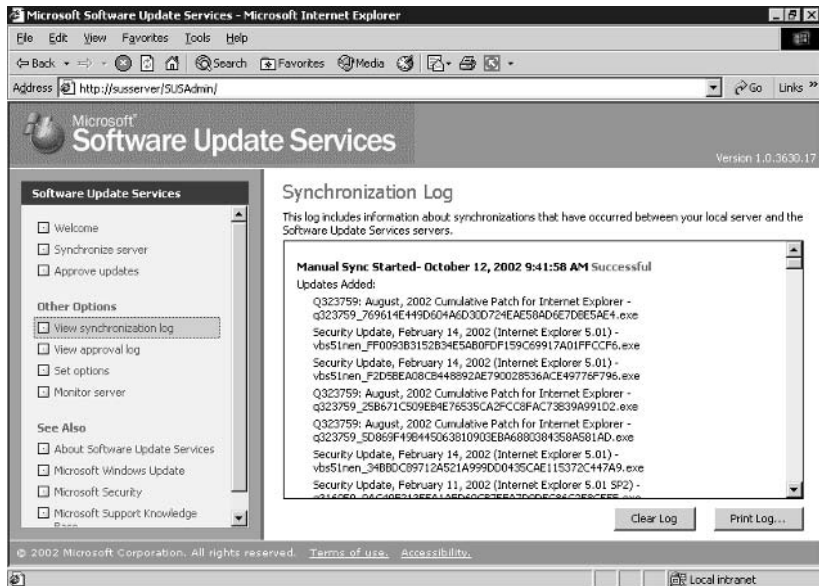 Microsoft Software Update Services - Microsoft Internet Explorer
File Edit View Favorites Tools Help
Back Search Favorites Media
Address http://susserver/SUSAdmin/ Go Links »
Microsoft®
Software Update Services
Version 1.0.3630.17
Software Update Services
Welcome
Synchronize server
Approve updates
Other Options
View synchronization log
View approval log
Set options
Monitor server
See Also
About Software Update Services
Microsoft Windows Update
Microsoft Security
Microsoft Support Knowledge
Base
Synchronization Log
This log includes information about synchronizations that have occurred between your local server and the
Software Update Services servers.
Manual Sync Started- October 12, 2002 9:41:58 AM Successful
Updates Added:
Q323759: August, 2002 Cumulative Patch for Internet Explorer -
q323759_769614E449D604A6D30D724EAE58AD6E7DBE5AE4.exe
Security Update, February 14, 2002 (Internet Explorer 5.01) -
vbs51nen_FF0093B3152B34E5AB0FDF159C69917A01FFCCF6.exe
Security Update, February 14, 2002 (Internet Explorer 5.01) -
vbs51nen_F2D5BEA08CB448892AE790028536ACE49776F796.exe
Q323759: August, 2002 Cumulative Patch for Internet Explorer -
q323759_25B671C509EB4E76535CA2FCC8FAC73B39A991D2.exe
Q323759: August, 2002 Cumulative Patch for Internet Explorer -
q323759_5D869F49B445063810903EBA6880384358A581AD.exe
Security Update, February 14, 2002 (Internet Explorer 5.01) -
vbs51nen_34BBDC89712A521A999DD0435CAE115372C447A9.exe
Security Update, February 11, 2002 (Internet Explorer 5.01 SP2) -
Clear Log Print Log...
© 2002 Microsoft Corporation. All rights reserved. Terms of use. Accessibility.
Local intranet